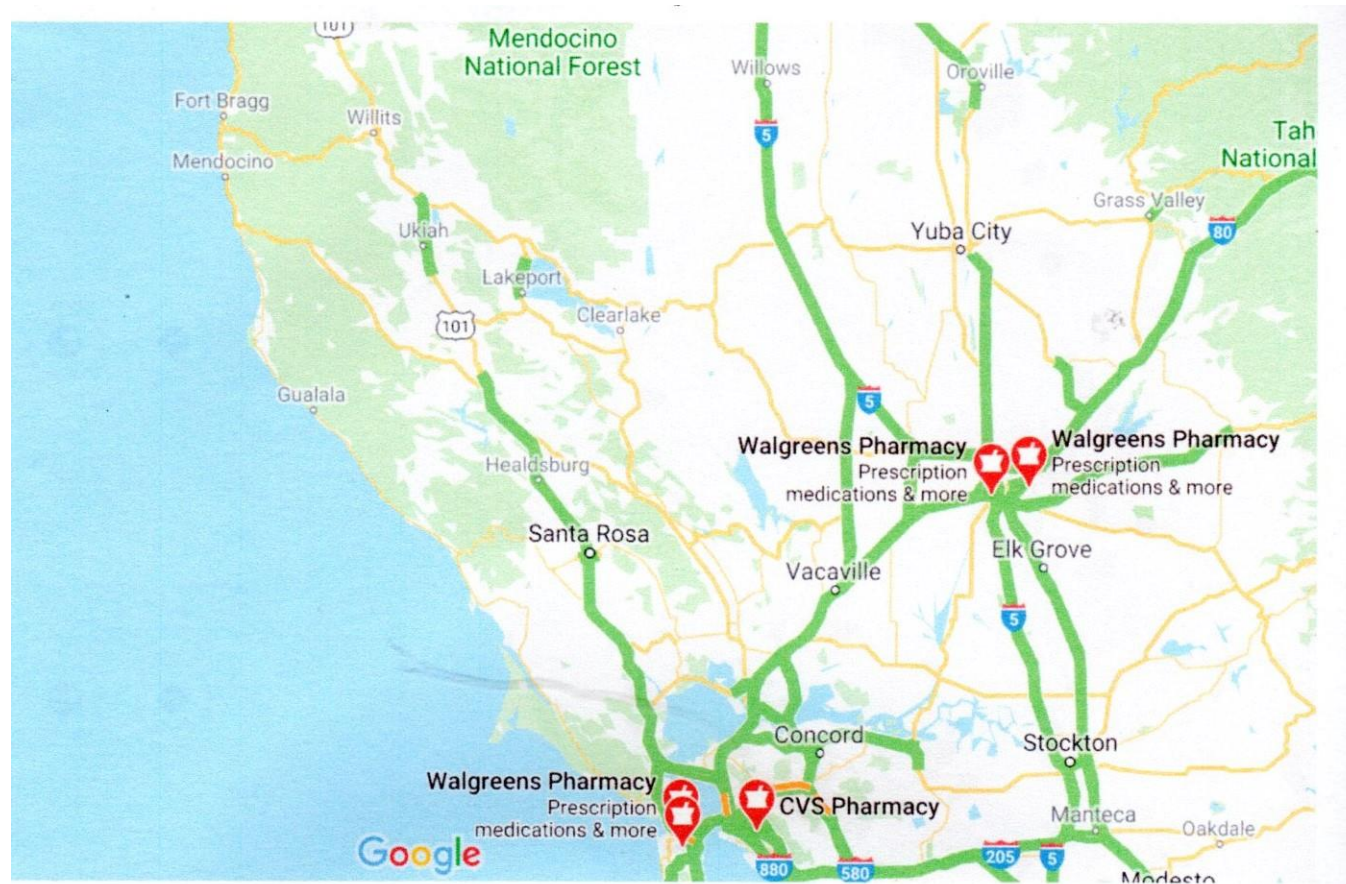 101
Mendocino
National Forest
Willows
Oroville
Fort Bragg
Willits
5
Tah
National
Mendocino
Grass Valley
Ukiah
Yuba City
80
Lakeport
Clearlake
101
Gualala
5
Walgreens Pharmacy
Prescription
medications & more
Walgreens Pharmacy
Prescription
medications & more
Healdsburg
Santa Rosa
Elk Grove
Vacaville
5
Concord
Stockton
Walgreens Pharmacy
Prescription
medications & more
CVS Pharmacy
Manteca
Oakdale
Google
880
580
205
5
Modesto